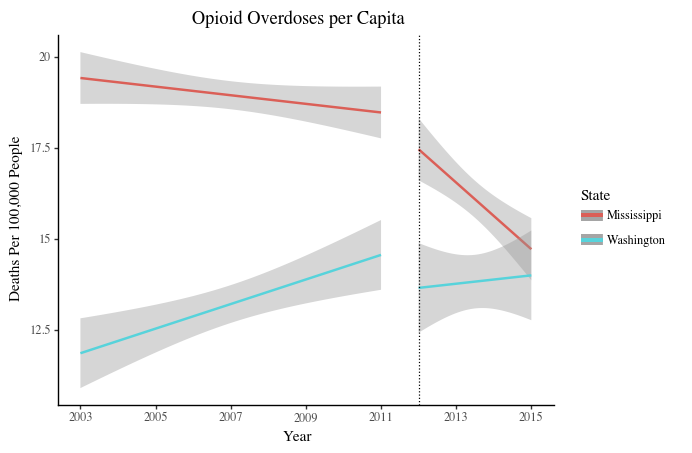 Opioid Overdoses per Capita
Deaths Per 100,000 People
20
17.5
15
12.5
2003 2005 2007 2009 2011 2013 2015
Year
State
Mississippi
Washington